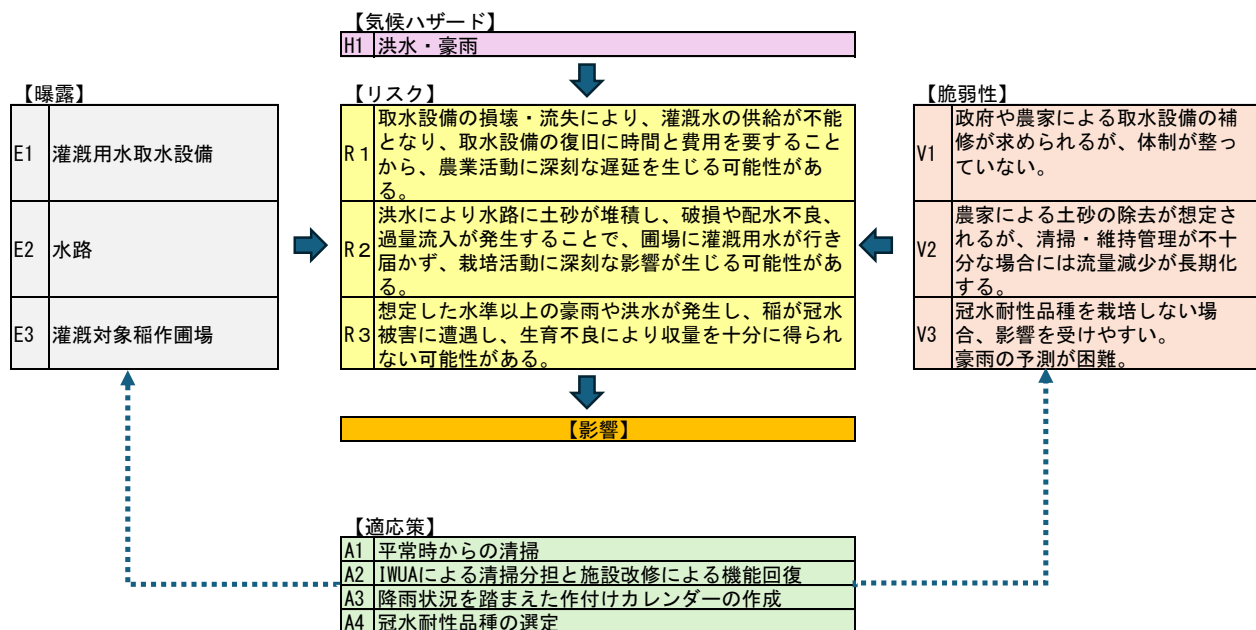 【気候ハザード】
H1 洪水・豪雨
【曝露】
E1 灌漑用水取水設備
E2 水路
E3 灌漑対象稲作圃場
【リスク】
R1 取水設備の損壊・流失により、灌漑水の供給が不能
となり、取水設備の復旧に時間と費用を要すること
から、農業活動に深刻な遅延を生じる可能性があ
る。
R2 洪水により水路に土砂が堆積し、破損や配水不良、
過量流入が発生することで、圃場に灌漑用水が行き
届かず、栽培活動に深刻な影響が生じる可能性があ
る。
R3 想定した水準以上の豪雨や洪水が発生し、稲が冠水
被害に遭遇し、生育不良により収量を十分に得られ
ない可能性がある。
【脆弱性】
V1 政府や農家による取水設備の補
修が求められるが、体制が整っ
ていない。
V2 農家による土砂の除去が想定さ
れるが、清掃・維持管理が不十
分な場合には流量減少が長期化
する。
V3 冠水耐性品種を栽培しない場
合、影響を受けやすい。
豪雨の予測が困難。
【影響】
【適応策】
A1 平常時からの清掃
A2 IWUAによる清掃分担と施設改修による機能回復
A3 降雨状況を踏まえた作付けカレンダーの作成
A4 冠水耐性品種の選定